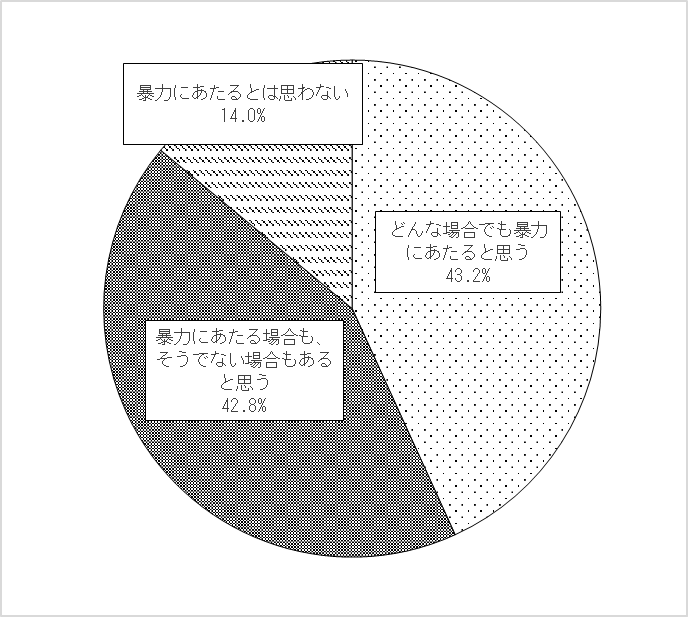 暴力にあたるとは思わない
14.0%
どんな場合でも暴力
にあたると思う
43.2%
暴力にあたる場合も、
そうでない場合もある
と思う
42.8%